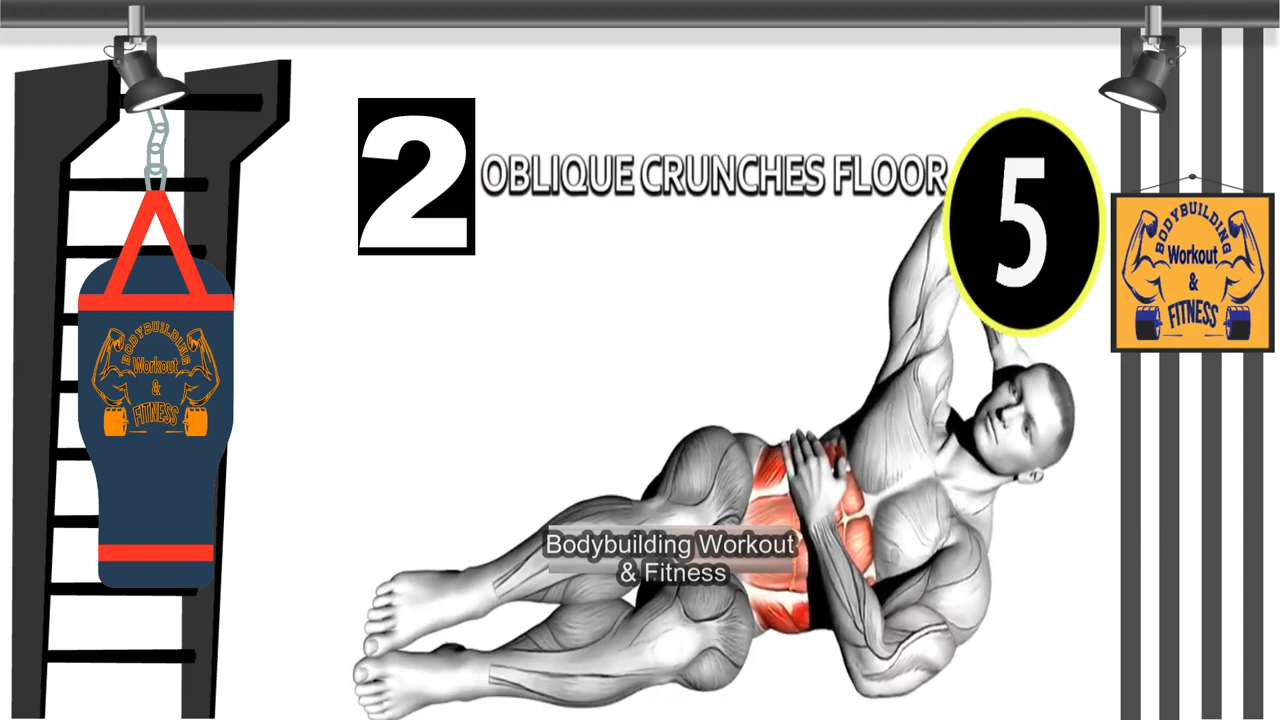 2
OBLIQUE CRUNCHES FLOOR
5
BODYBUILDING
Workout
&
FITNESS
BODYBUILDING
Workout
&
FITNESS
Bodybuilding Workout
& Fitness